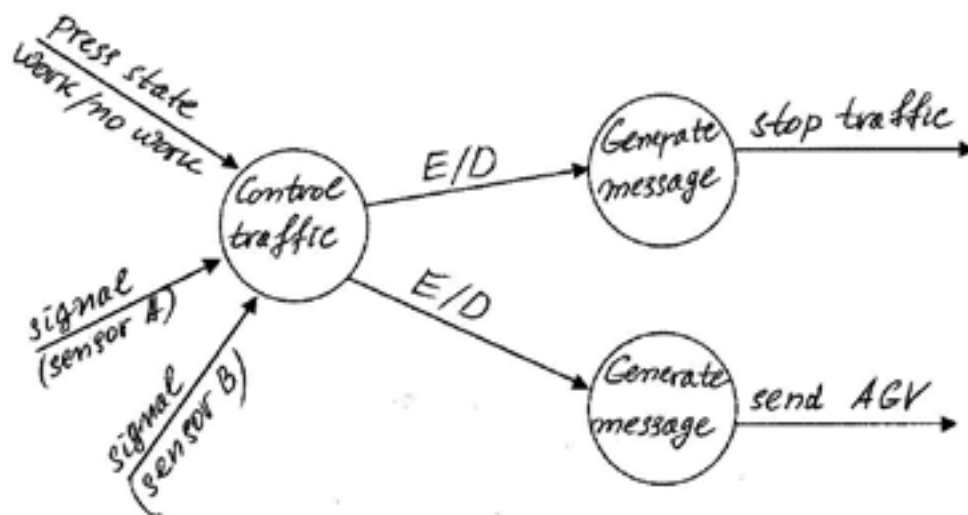 press state
work/no work
Control
traffic
signal
(sensor A)
signal
(sensor B)
E/D
E/D
Generate
message
stop traffic
Generate
message
send AGV